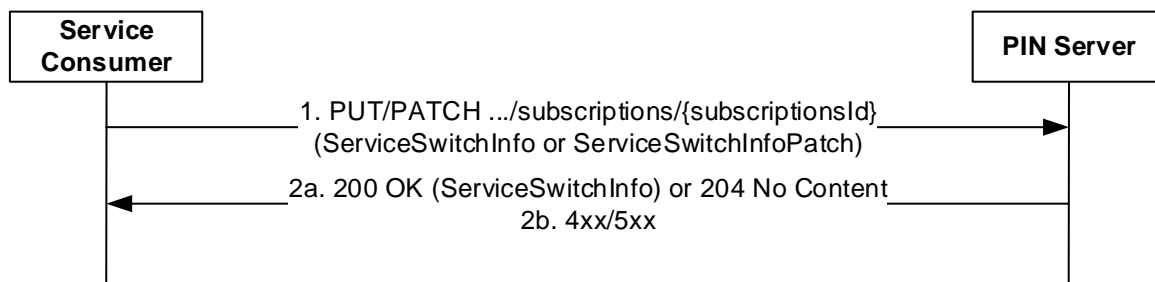 Service
Consumer
PIN Server
1. PUT/PATCH .../subscriptions/{subscriptionsId}
(ServiceSwitchInfo or ServiceSwitchInfoPatch)
2a. 200 OK (ServiceSwitchInfo) or 204 No Content
2b. 4xx/5xx